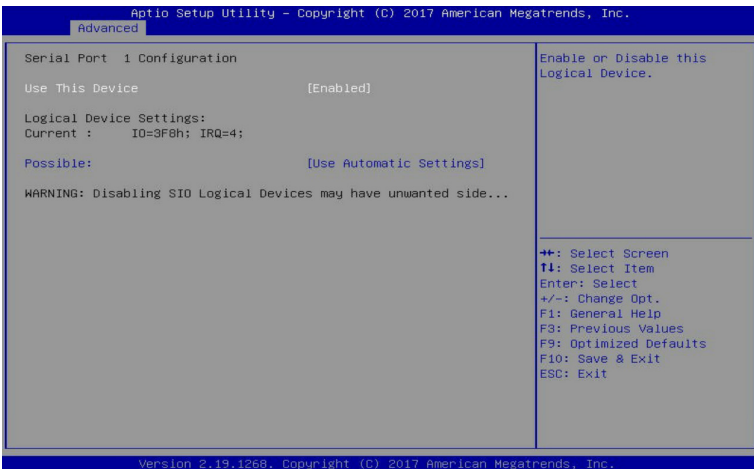 Aptio Setup Utility – Copyright (C) 2017 American Megatrends, Inc.
Advanced
Serial Port 1 Configuration
Use This Device [Enabled]
Logical Device Settings:
Current : IO=3F8h; IRQ=4;
Possible: [Use Automatic Settings]
WARNING: Disabling SIO Logical Devices may have unwanted side...
Enable or Disable this
Logical Device.
→←: Select Screen
↑↓: Select Item
Enter: Select
+/-: Change Opt.
F1: General Help
F3: Previous Values
F9: Optimized Defaults
F10: Save & Exit
ESC: Exit
Version 2.19.1268. Copyright (C) 2017 American Megatrends, Inc.